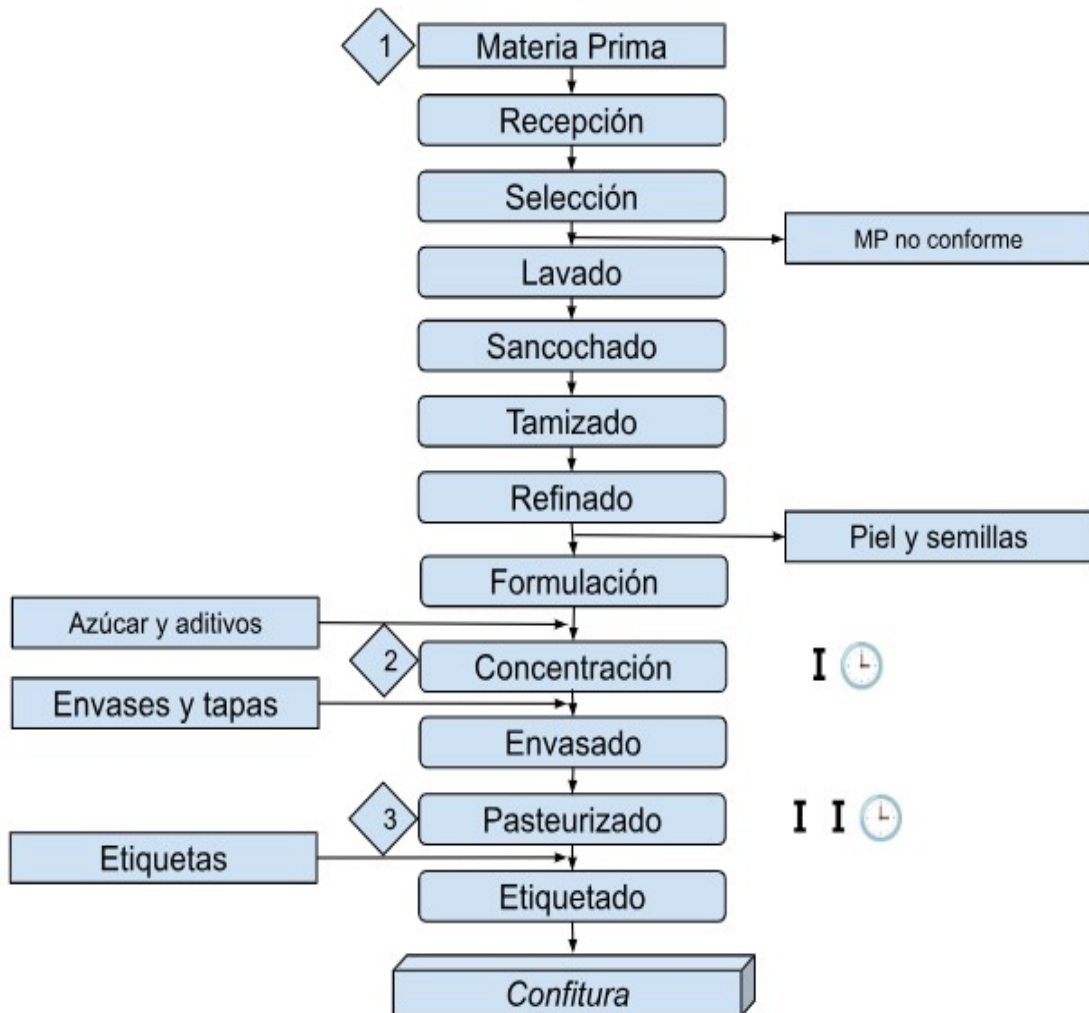 1
Materia Prima
Recepción
Selección
MP no conforme
Lavado
Sancochado
Tamizado
Refinado
Piel y semillas
Formulación
Azúcar y aditivos
2
Concentración
I
Envases y tapas
Envasado
3
Pasteurizado
I I
Etiquetas
Etiquetado
Confitura